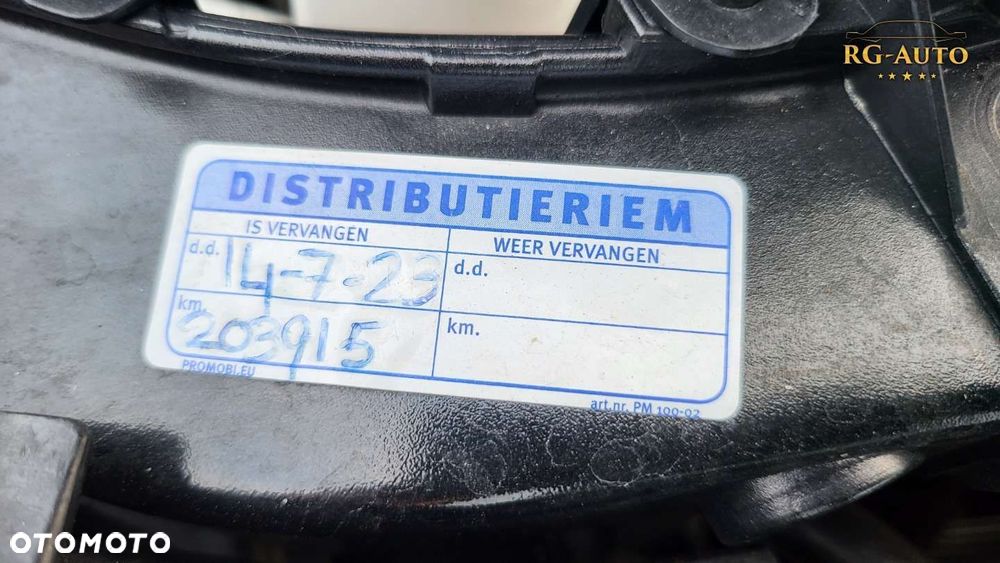 RG-AUTO
DISTRIBUTIERIEM
IS VERVANGEN
WEER VERVANGEN
d.d. 14-7-23
d.d.
km. 203915
km.
PROMOBI.EU
art.nr. PM 100-02
OTOMOTO